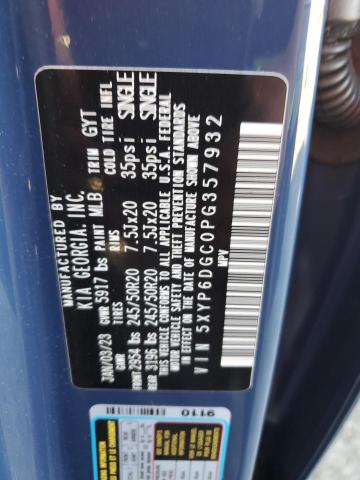 MANUFACTURED BY
KIA GEORGIA, INC.
JAN/03/23 GVWR 5917 lbs PAINT MLB TRIM GYT
GAWR TIRES RIMS COLD TIRE INFL
FRONT 2954 lbs 245/50R20 7.5JX20 35psi SINGLE
REAR 3196 lbs 245/50R20 7.5JX20 35psi SINGLE
THIS VEHICLE CONFORMS TO ALL APPLICABLE U.S.A. FEDERAL
MOTOR VEHICLE SAFETY AND THEFT PREVENTION STANDARDS
IN EFFECT ON THE DATE OF MANUFACTURE SHOWN ABOVE
VIN 5XYP6DGC0PG357932
MPV
9110
INFORMATION